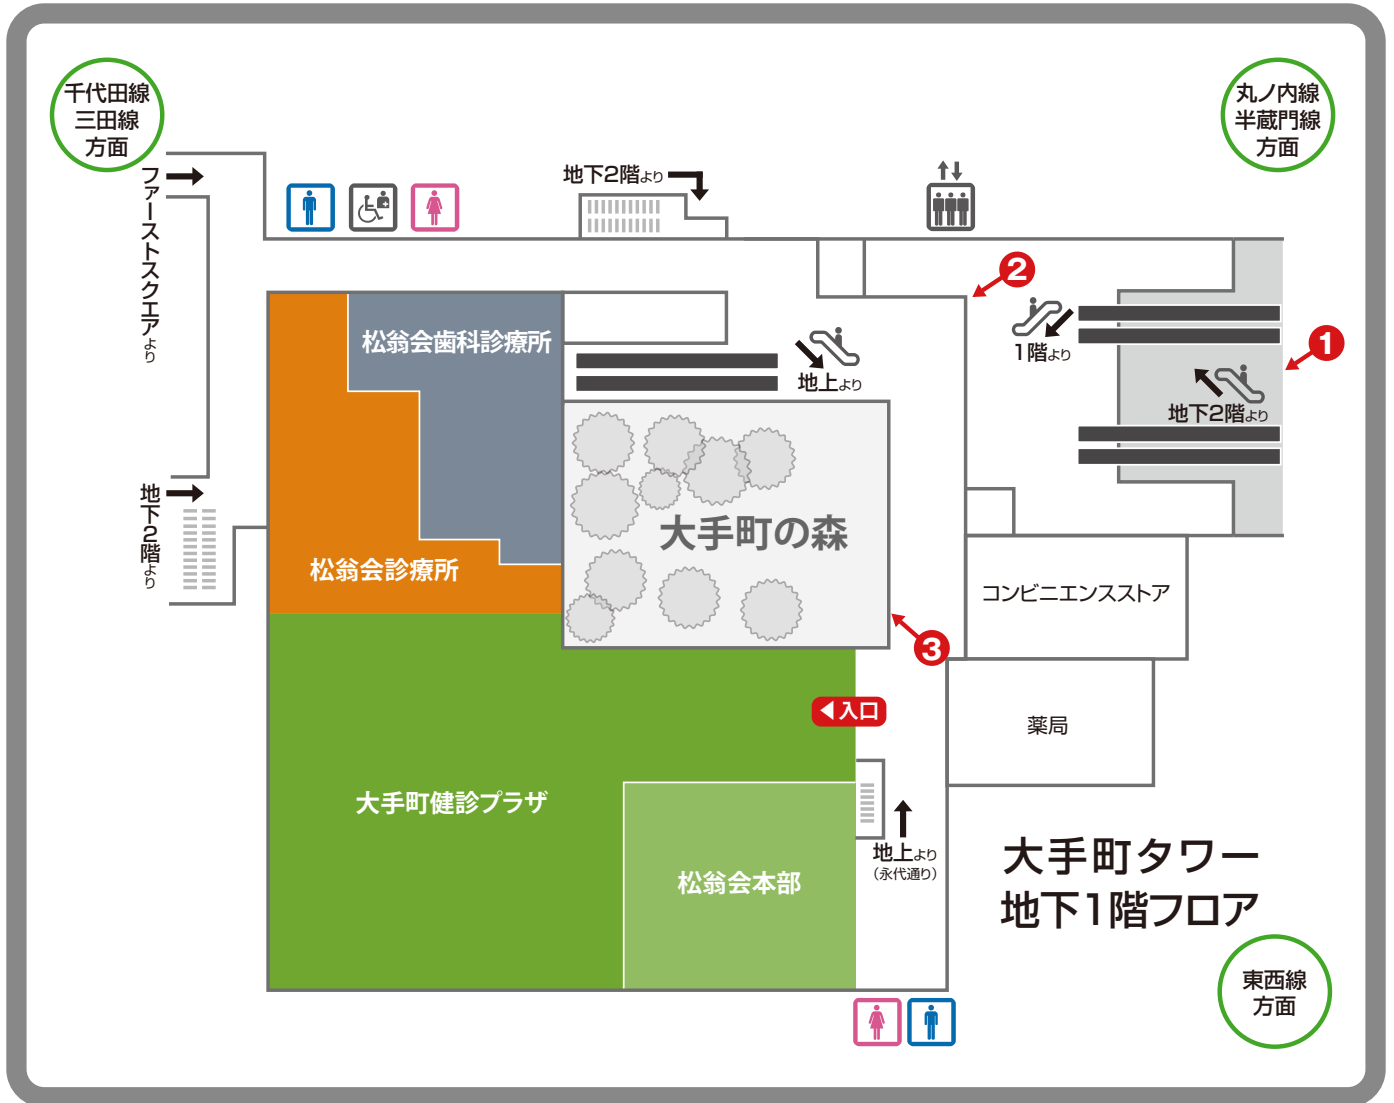 千代田線
三田線
方面
丸ノ内線
半蔵門線
方面
ファーストスクエアより
地下2階より
2
1階より
1
松翁会歯科診療所
地上より
地下2階より
地下2階より
大手町の森
松翁会診療所
コンビニエンスストア
3
入口
薬局
大手町健診プラザ
地上より
(永代通り)
松翁会本部
大手町タワー
地下1階フロア
東西線
方面